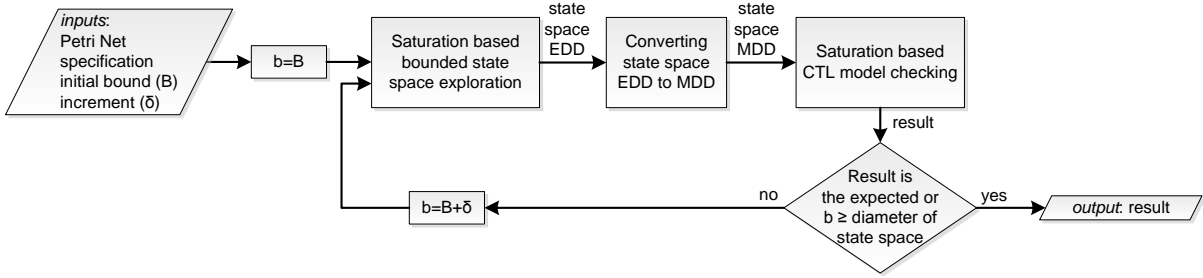 inputs:
Petri Net
specification
initial bound (B)
increment (δ)
b=B
Saturation based
bounded state
space exploration
state
space
EDD
Converting
state space
EDD to MDD
state
space
MDD
Saturation based
CTL model checking
result
Result is
the expected or
b ≥ diameter of
state space
no
b=B+δ
yes
output: result